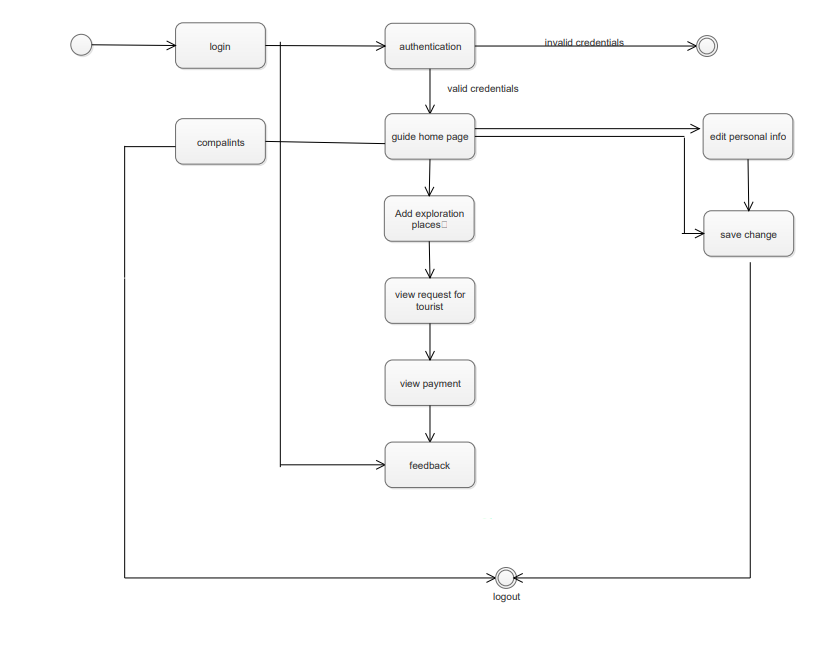 login
authentication
invalid credentials
valid credentials
compalints
guide home page
edit personal info
Add exploration
places
save change
view request for
tourist
view payment
feedback
logout